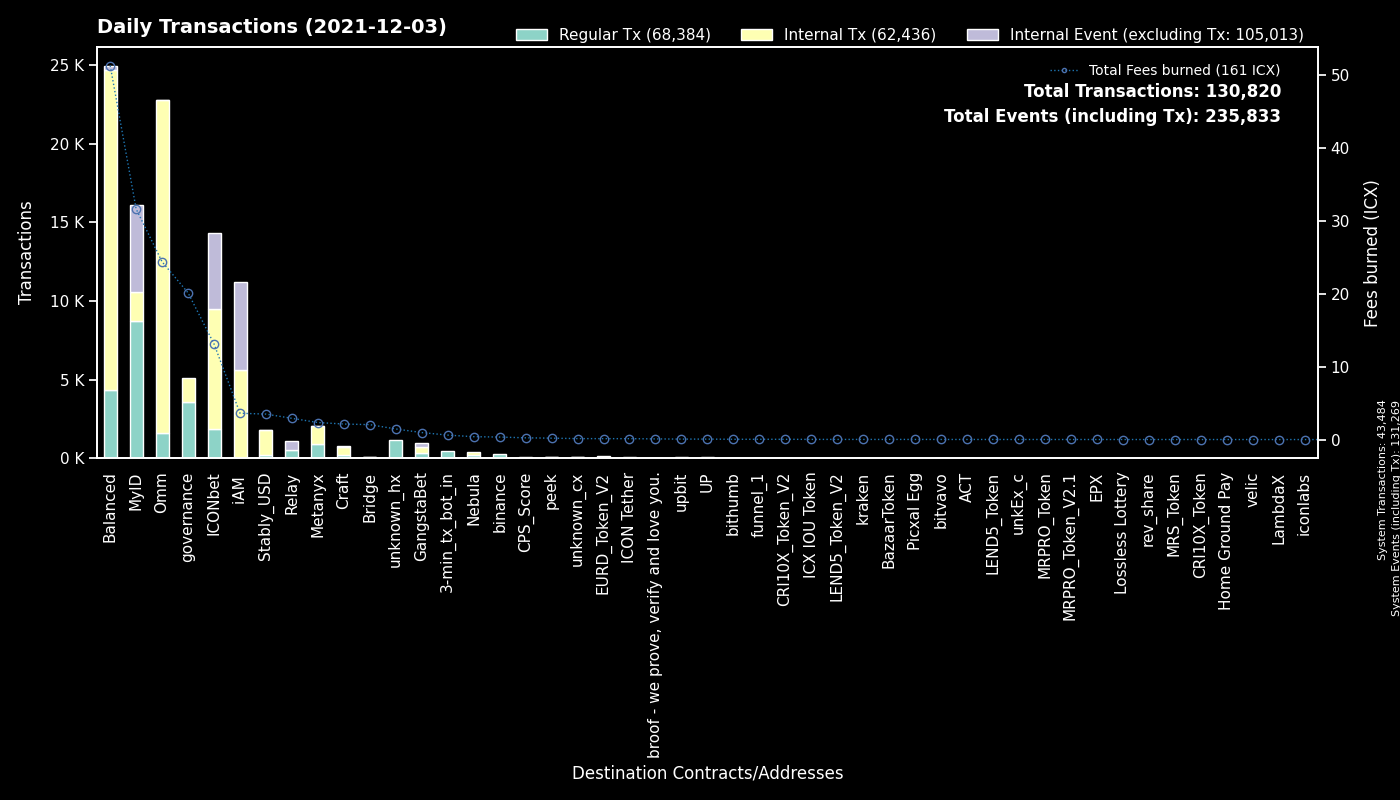 Daily Transactions (2021-12-03)
Regular Tx (68,384)
Internal Tx (62,436)
Internal Event (excluding Tx: 105,013)
Total Fees burned (161 ICX)
Total Transactions: 130,820
Total Events (including Tx): 235,833
Transactions
25 K
20 K
15 K
10 K
5 K
0 K
50
40
30
20
10
0
Fees burned (ICX)
System Transactions: 43,484
System Events (including Tx): 131,269
Balanced
MyID
Omm
governance
ICONbet
iAM
Stably_USD
Relay
Metanyx
Craft
Bridge
unknown_hx
GangstaBet
3-min_tx_bot_in
Nebula
binance
CPS_Score
peek
unknown_cx
EURD_Token_V2
ICON Tether
broof - we prove, verify and love you.
upbit
UP
bithumb
funnel_1
CRI10X_Token_V2
ICX IOU Token
LEND5_Token_V2
kraken
BazaarToken
Picxal Egg
bitvavo
ACT
LEND5_Token
unkEx_c
MRPRO_Token
MRPRO_Token_V2.1
EPX
Lossless Lottery
rev_share
MR5_Token
CRI10X_Token
Home Ground Pay
velic
LambdaX
iconlabs
Destination Contracts/Addresses